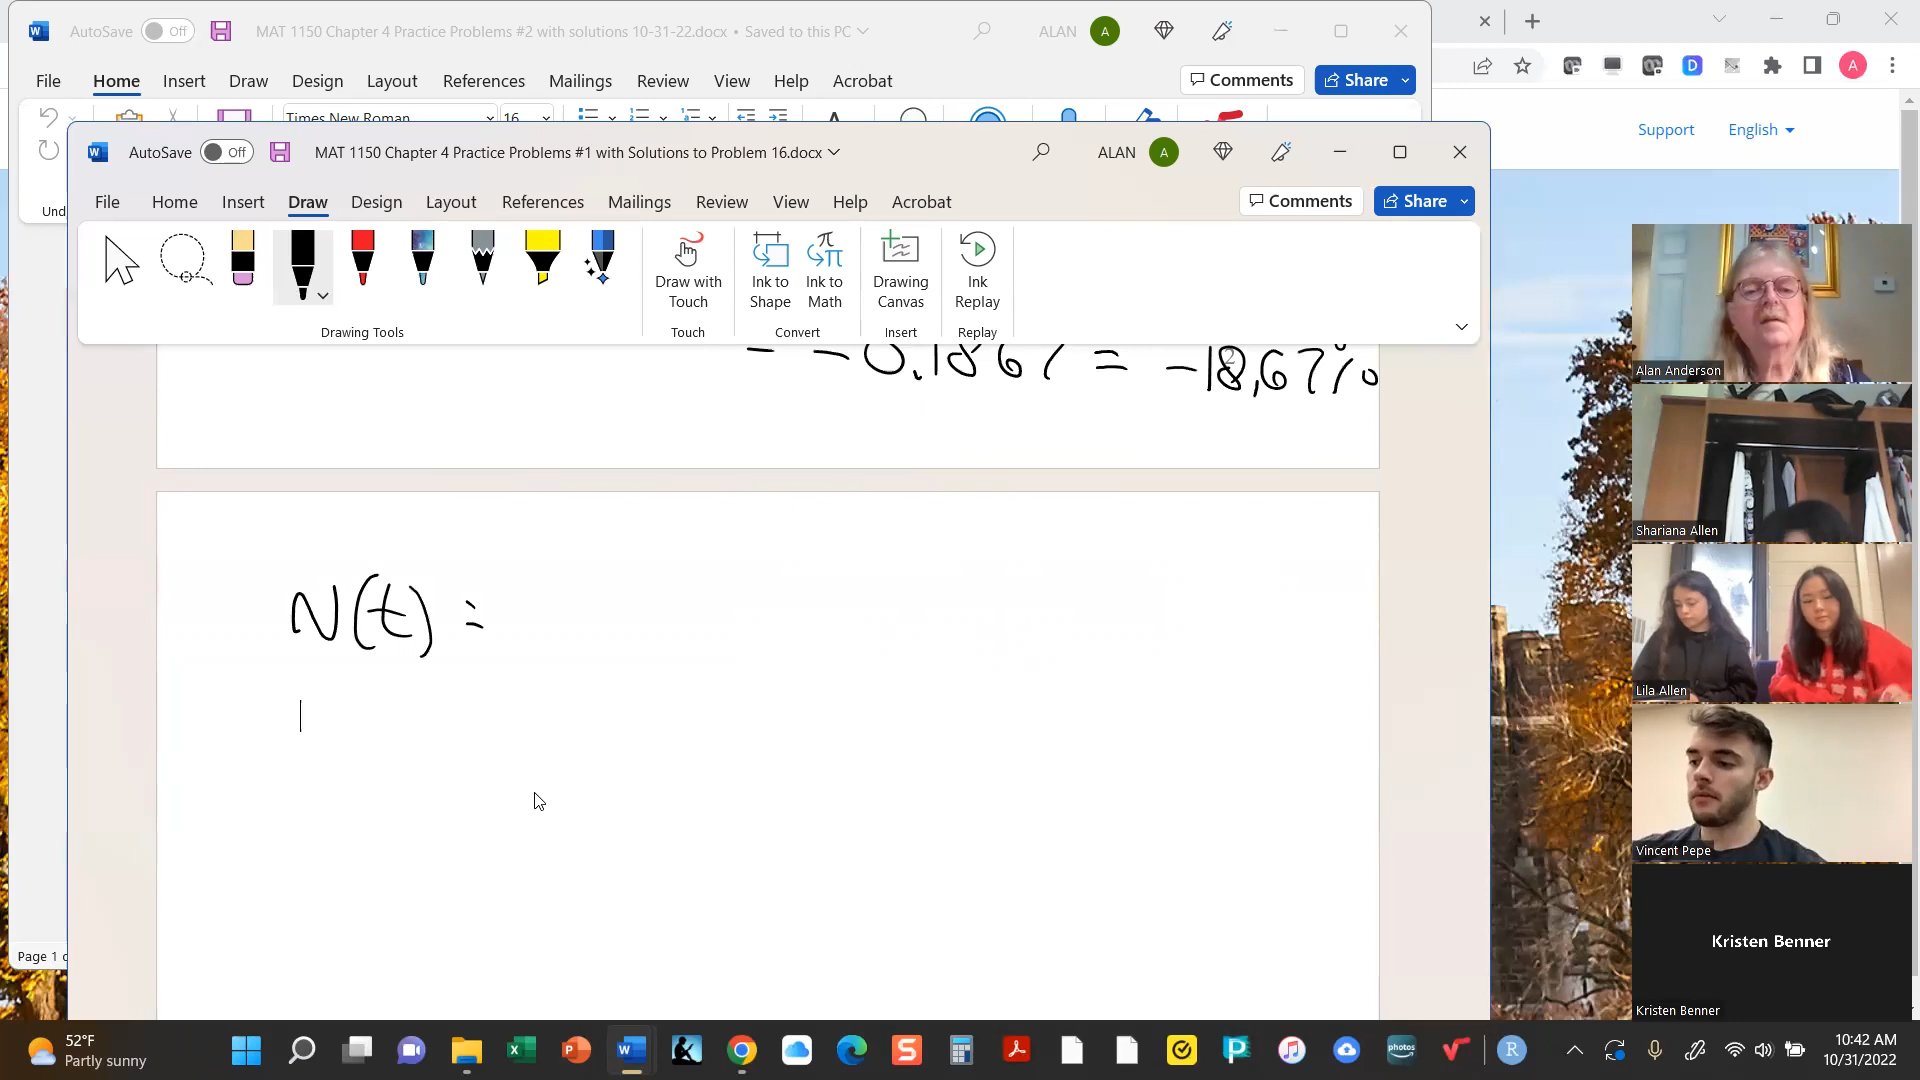 AutoSave Off MAT 1150 Chapter 4 Practice Problems #2 with solutions 10-31-22.docx • Saved to this PC ALAN A
File Home Insert Draw Design Layout References Mailings Review View Help Acrobat Comments Share
Times New Roman 16
Support English
AutoSave Off MAT 1150 Chapter 4 Practice Problems #1 with Solutions to Problem 16.docx ALAN A
File Home Insert Draw Design Layout References Mailings Review View Help Acrobat Comments Share
Und
Draw with Touch
Ink to Shape
Ink to Math
Drawing Canvas
Ink Replay
Drawing Tools Touch Convert Insert Replay
= -0.1867 = -18.67%
N(t) =
Alan Anderson
Shariana Allen
Lila Allen
Vincent Pepe
Kristen Benner
Kristen Benner
Page 1 o
52°F
Partly sunny
photos
R
10:42 AM
10/31/2022